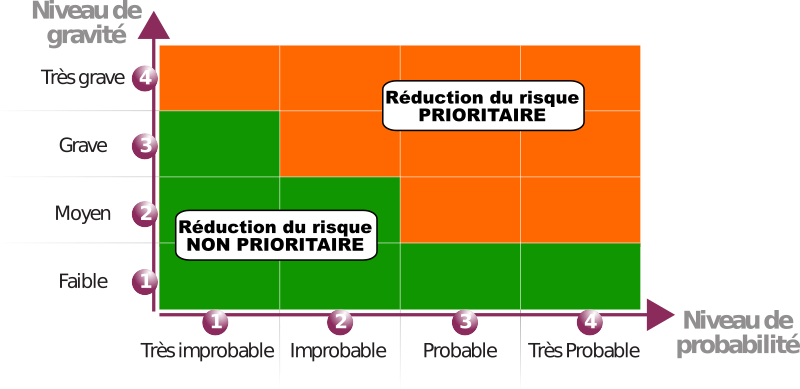 Niveau de
gravité
Très grave 4
Réduction du risque
PRIORITAIRE
Grave 3
Moyen 2
Réduction du risque
NON PRIORITAIRE
Faible 1
1 2 3 4
Très improbable Improbable Probable Très Probable
Niveau de
probabilité